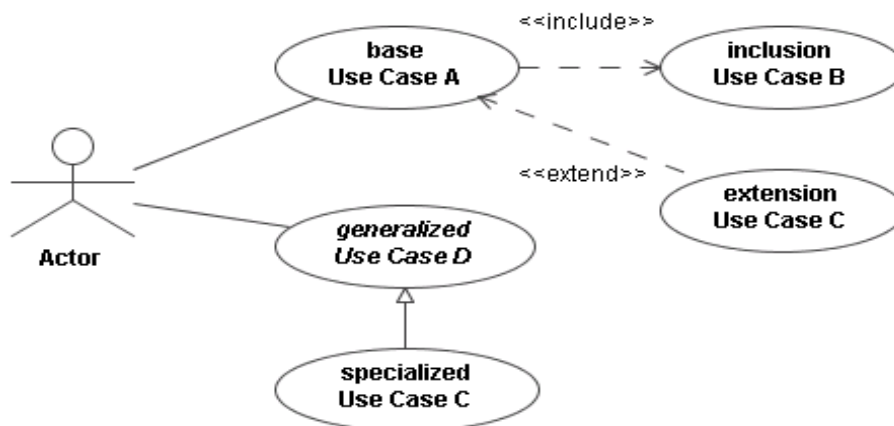 <<include>>
base
Use Case A
inclusion
Use Case B
<<extend>>
extension
Use Case C
Actor
generalized
Use Case D
specialized
Use Case C